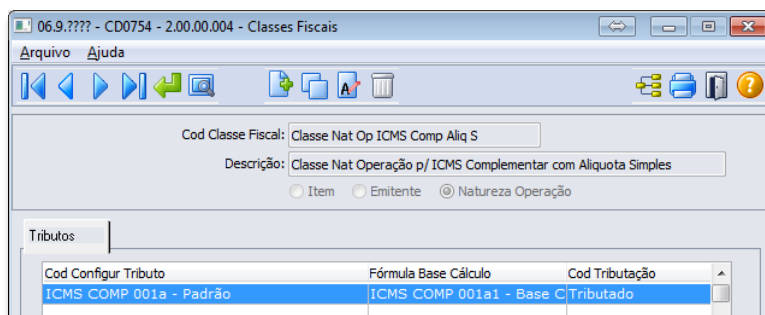 06.9.???? - CD0754 - 2.00.00.004 - Classes Fiscais
Arquivo Ajuda
Cod Classe Fiscal: Classe Nat Op ICMS Comp Aliq S
Descrição: Classe Nat Operação p/ ICMS Complementar com Aliquota Simples
Item Emitente Natureza Operação
Tributos
Cod Configur Tributo Fórmula Base Cálculo Cod Tributação
ICMS COMP 001a - Padrão ICMS COMP 001a1 - Base C Tributado